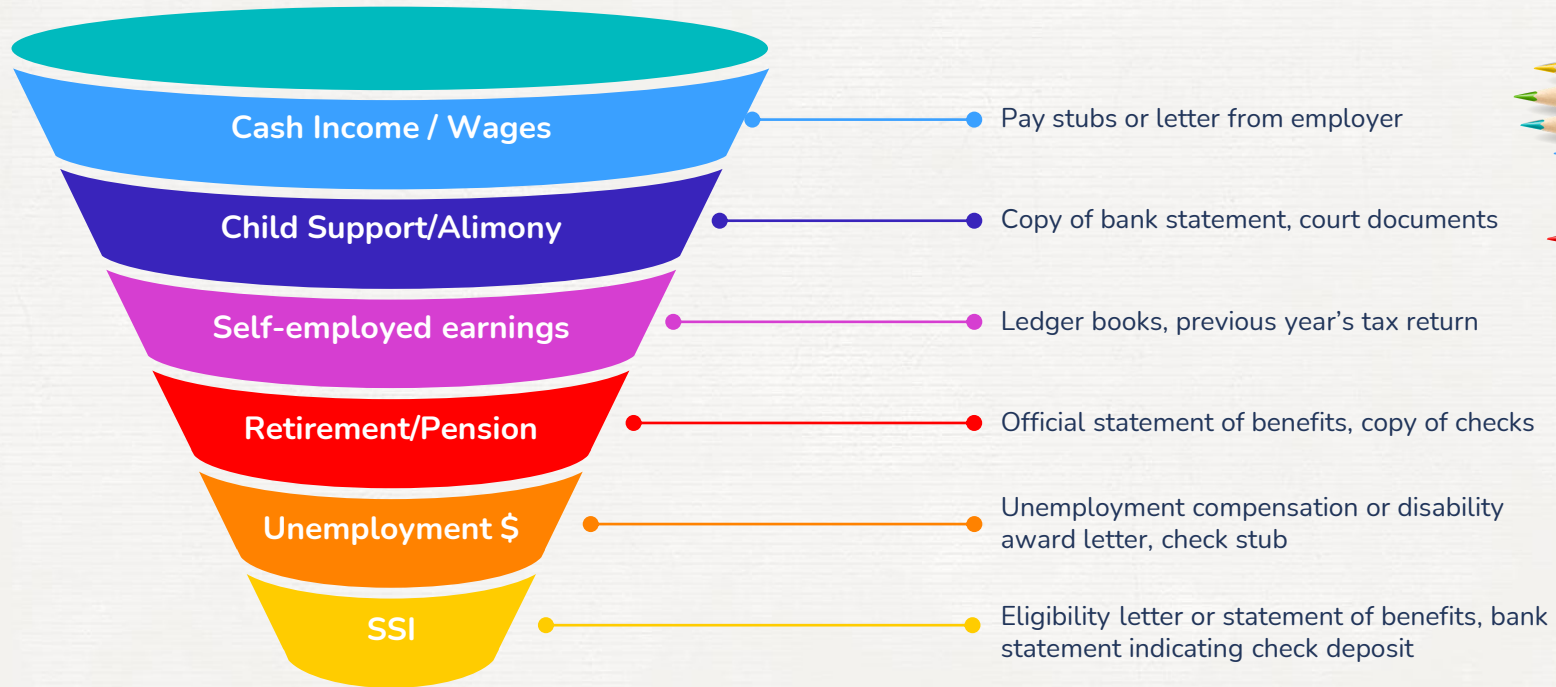 Cash Income / Wages
Pay stubs or letter from employer
Child Support/Alimony
Copy of bank statement, court documents
Self-employed earnings
Ledger books, previous year’s tax return
Retirement/Pension
Official statement of benefits, copy of checks
Unemployment $
Unemployment compensation or disability
award letter, check stub
SSI
Eligibility letter or statement of benefits, bank
statement indicating check deposit